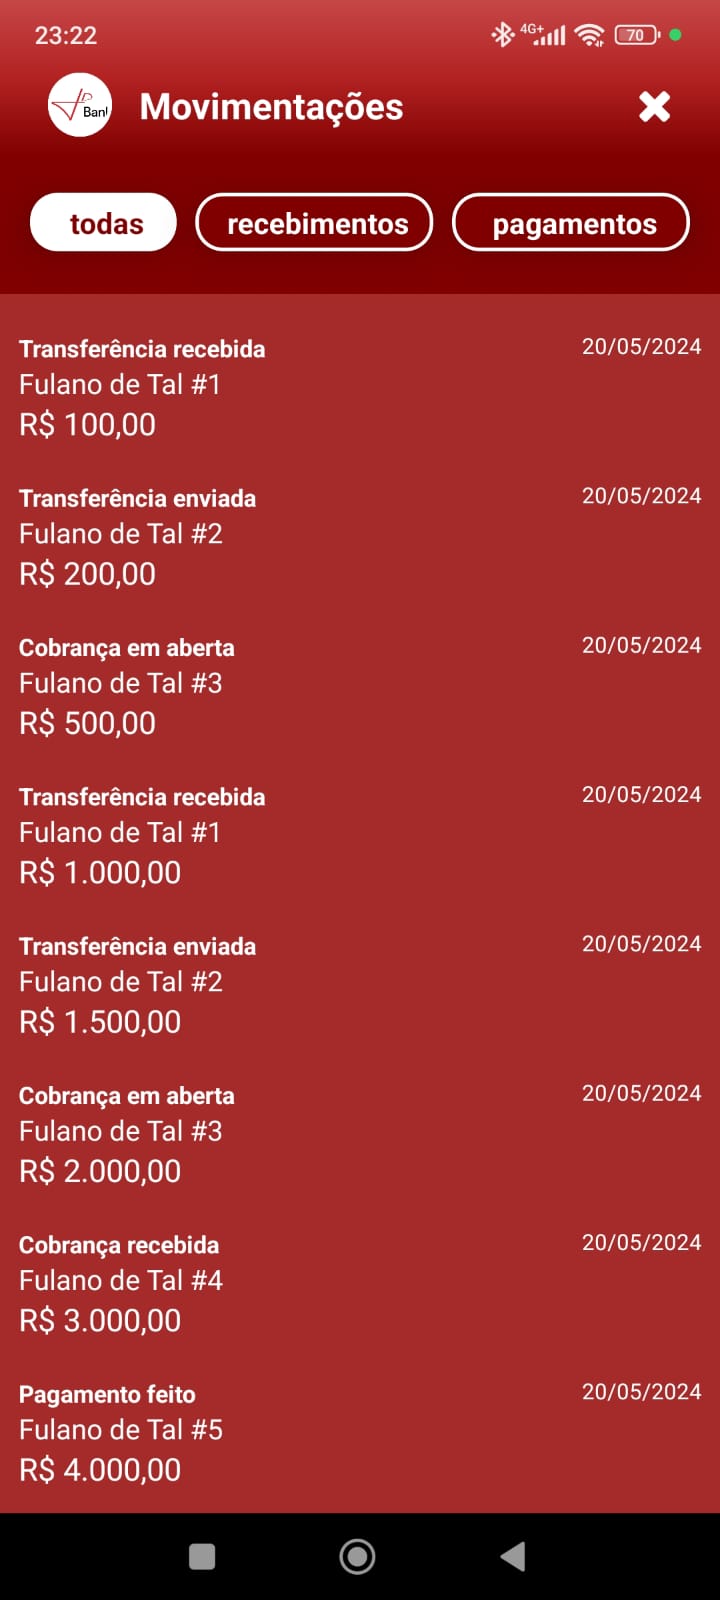 23:22
4G+
70
Ban
Movimentações
todas
recebimentos
pagamentos
Transferência recebida
20/05/2024
Fulano de Tal #1
R$ 100,00
Transferência enviada
20/05/2024
Fulano de Tal #2
R$ 200,00
Cobrança em aberta
20/05/2024
Fulano de Tal #3
R$ 500,00
Transferência recebida
20/05/2024
Fulano de Tal #1
R$ 1.000,00
Transferência enviada
20/05/2024
Fulano de Tal #2
R$ 1.500,00
Cobrança em aberta
20/05/2024
Fulano de Tal #3
R$ 2.000,00
Cobrança recebida
20/05/2024
Fulano de Tal #4
R$ 3.000,00
Pagamento feito
20/05/2024
Fulano de Tal #5
R$ 4.000,00